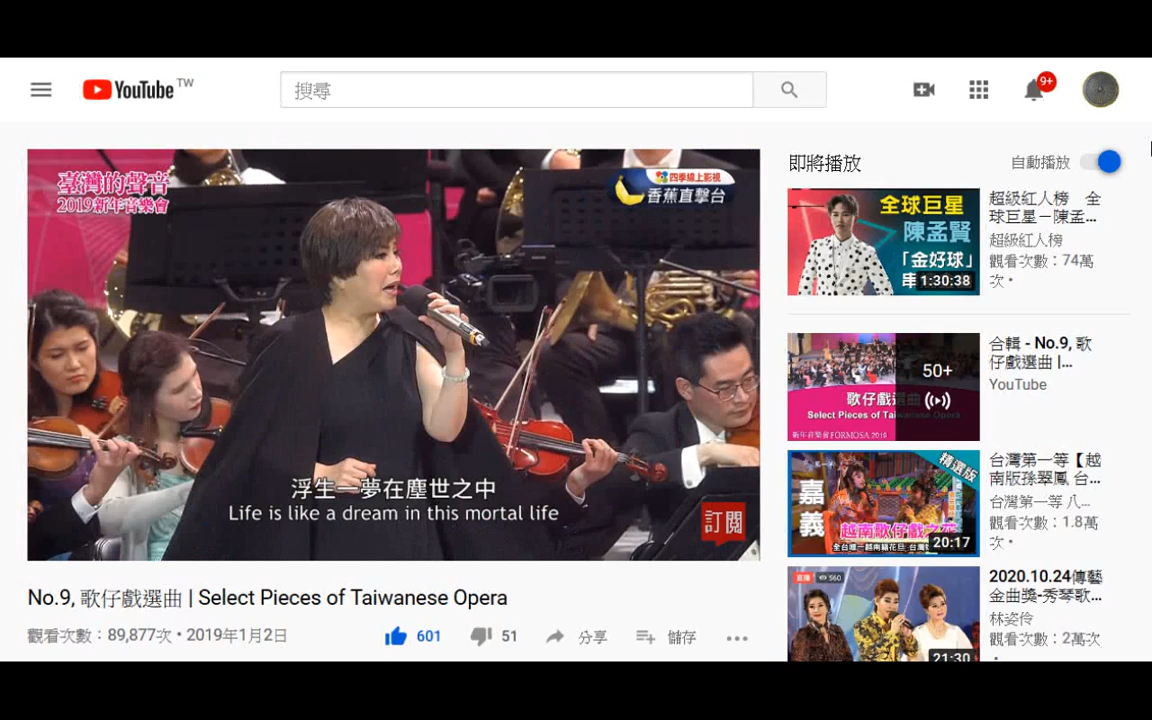 YouTube TW
搜尋
9+
臺灣的聲音
2019新年音樂會
四季線上影視
香蕉直擊台
浮生一夢在塵世之中
Life is like a dream in this mortal life
訂閱
No.9, 歌仔戲選曲 | Select Pieces of Taiwanese Opera
觀看次數：89,877次 • 2019年1月2日
601
51
分享
儲存
即將播放
自動播放
全球巨星
陳孟賢
「金好球」
1:30:38
超級紅人榜 全
球巨星－陳孟...
超級紅人榜
觀看次數：74萬
次 •
50+
歌仔戲選曲
Select Pieces of Taiwanese Opera
新年音樂會 FORMOSA 2019
合輯 - No.9, 歌
仔戲選曲 |...
YouTube
精選版
嘉義
越南歌仔戲之花
20:17
台灣第一等【越
南版孫翠鳳 台...
台灣第一等 八...
觀看次數：1.8萬
次 •
直播 560
21:30
2020.10.24傳藝
金曲獎-秀琴歌...
林姿伶
觀看次數：2萬次
•